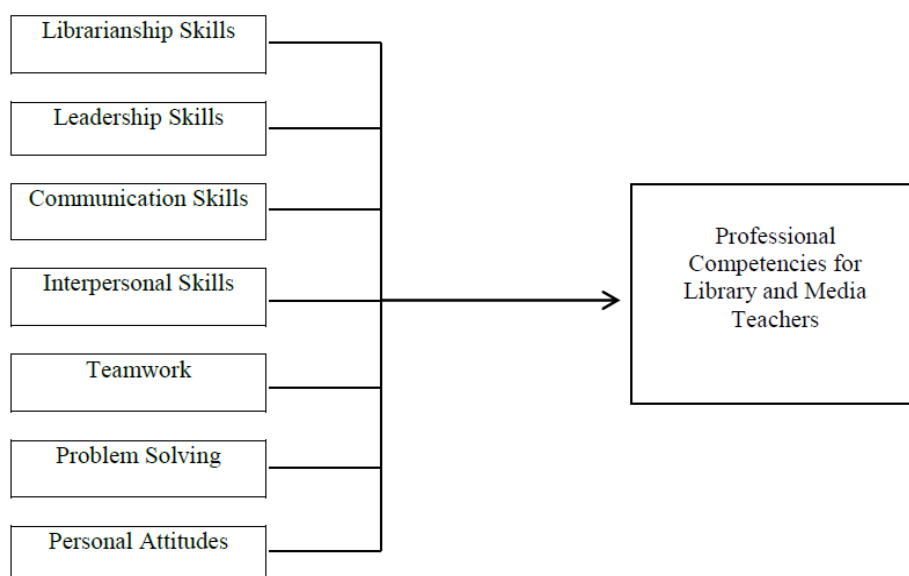 Librarianship Skills
Leadership Skills
Communication Skills
Interpersonal Skills
Teamwork
Problem Solving
Personal Attitudes
Professional
Competencies for
Library and Media
Teachers